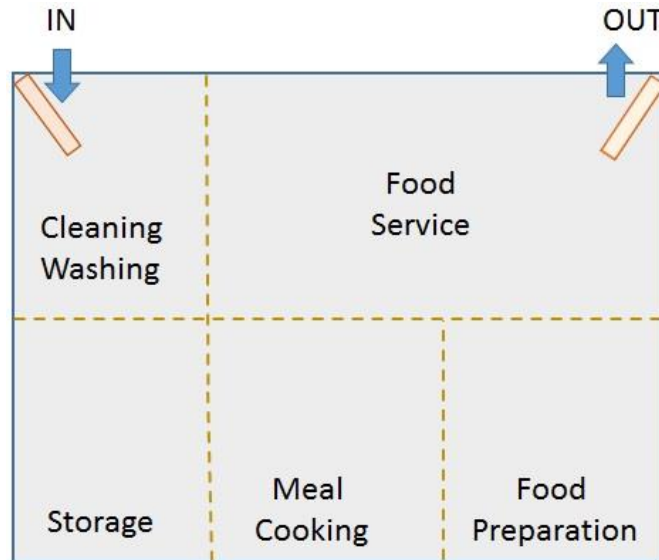 IN
OUT
Food
Service
Cleaning
Washing
Storage
Meal
Cooking
Food
Preparation